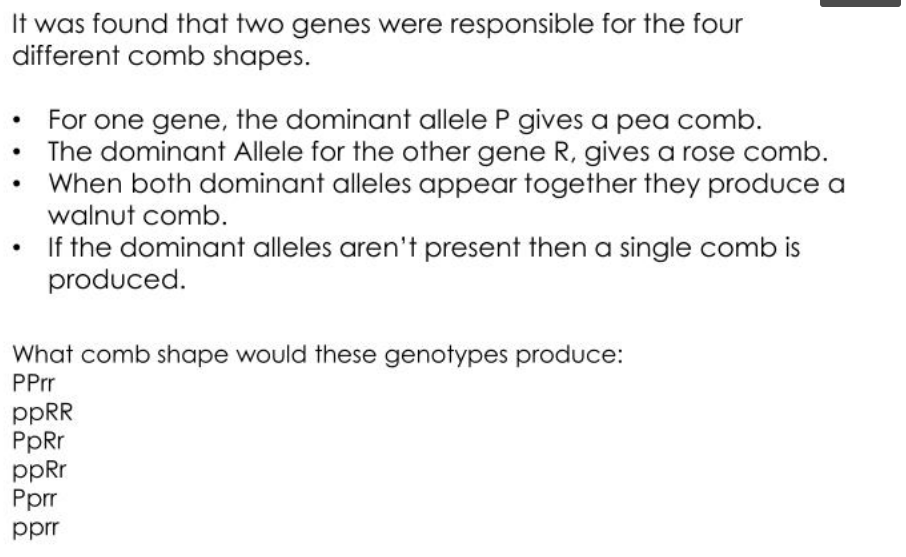 It was found that two genes were responsible for the four
different comb shapes.
• For one gene, the dominant allele P gives a pea comb.
• The dominant Allele for the other gene R, gives a rose comb.
• When both dominant alleles appear together they produce a
walnut comb.
• If the dominant alleles aren't present then a single comb is
produced.
What comb shape would these genotypes produce:
PPrr
ppRR
PpRr
ppRr
Pprr
pprr